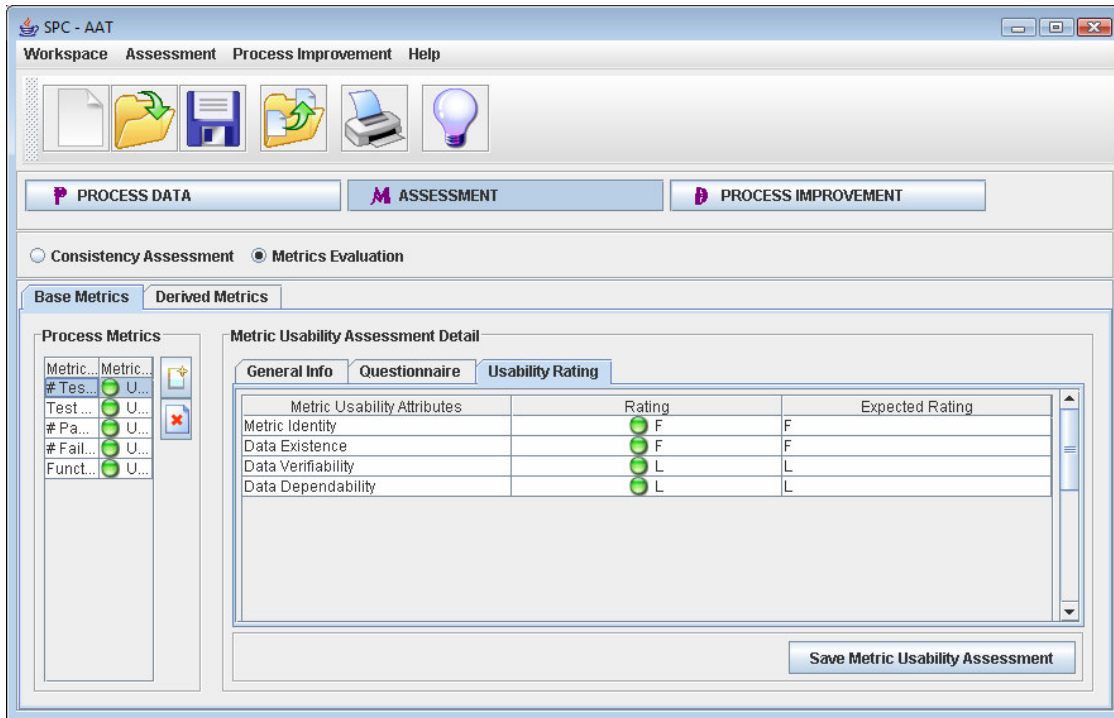 SPC - AAT
Workspace Assessment Process Improvement Help
P PROCESS DATA M ASSESSMENT D PROCESS IMPROVEMENT
Consistency Assessment Metrics Evaluation
Base Metrics Derived Metrics
Process Metrics Metric Usability Assessment Detail
General Info Questionnaire Usability Rating
Metric... Metric...
# Tes... U...
Test ... U...
# Pa... U...
# Fail... U...
Funct... U...
Metric Usability Attributes Rating Expected Rating
Metric Identity F F
Data Existence F F
Data Verifiability L L
Data Dependability L L
Save Metric Usability Assessment